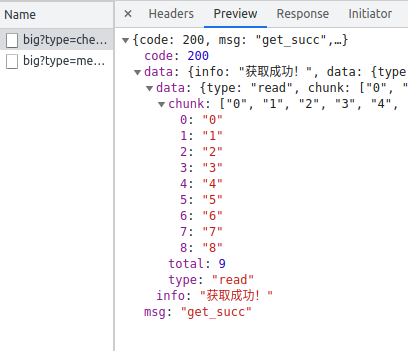 Name
big?type=che…
big?type=me…
× Headers Preview Response Initiator
{code: 200, msg: "get_succ",…}
code: 200
data: {info: "获取成功！", data: {type
data: {type: "read", chunk: ["0", "
chunk: ["0", "1", "2", "3", "4",
0: "0"
1: "1"
2: "2"
3: "3"
4: "4"
5: "5"
6: "6"
7: "7"
8: "8"
total: 9
type: "read"
info: "获取成功！"
msg: "get_succ"